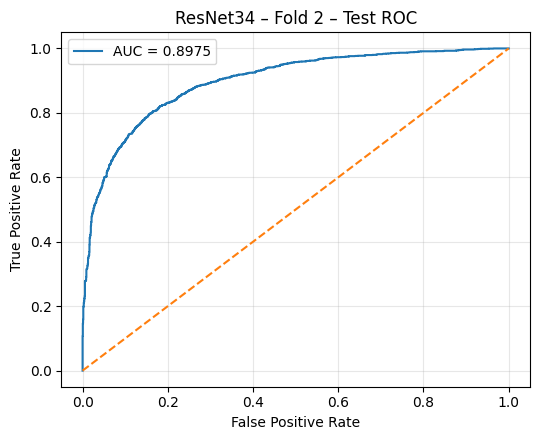 ResNet34 – Fold 2 – Test ROC
AUC = 0.8975
True Positive Rate
1.0
0.8
0.6
0.4
0.2
0.0
0.0 0.2 0.4 0.6 0.8 1.0
False Positive Rate